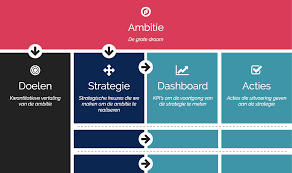 Ambitie
De grote droom
Doelen
Kwantitatieve vertaling
van de ambitie
Strategie
Strategische keuzes die we
maken om de ambitie te
realiseren
Dashboard
KPI's om de voortgang van
de strategie te meten
Acties
Acties die uitvoering geven
aan de strategie